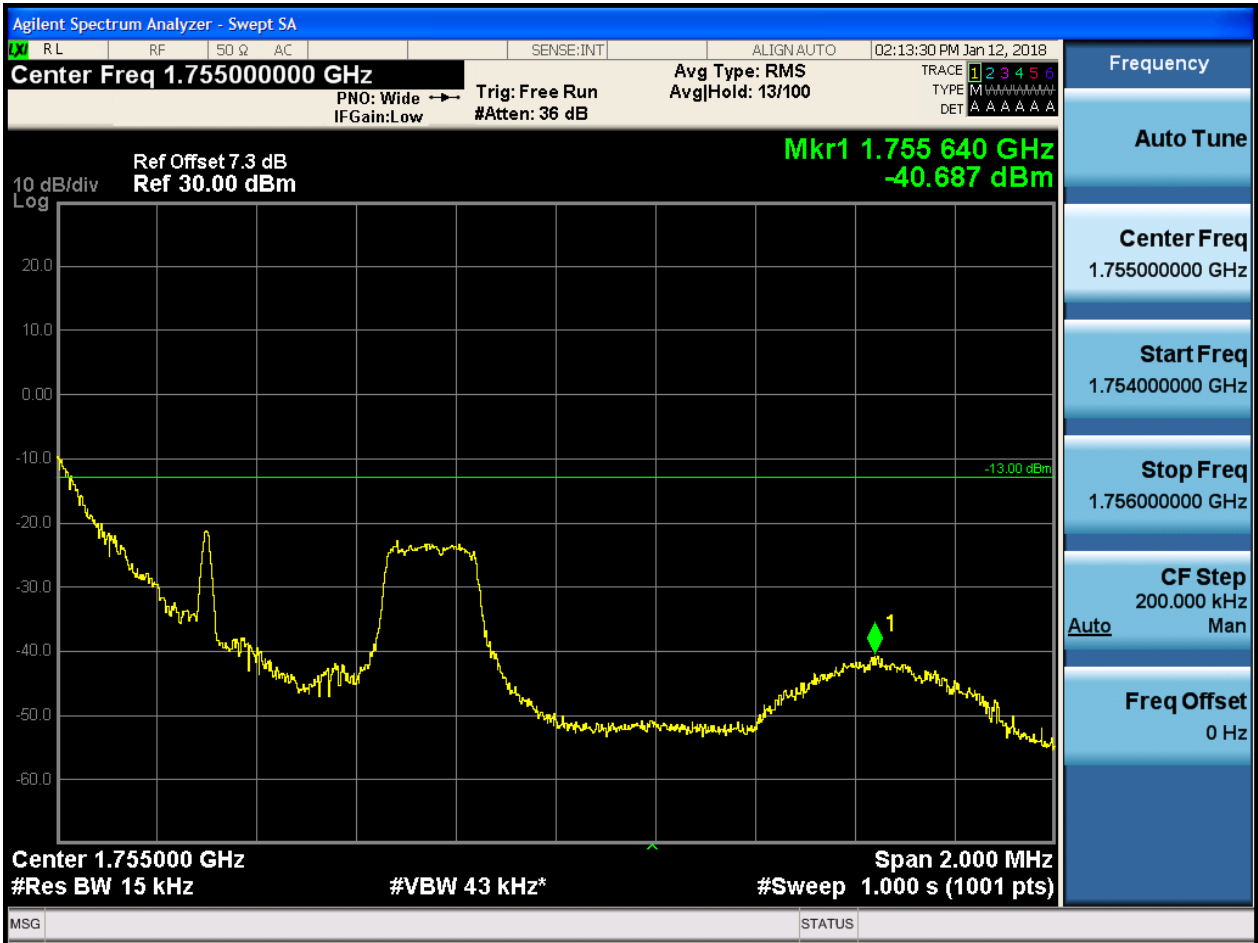 Agilent Spectrum Analyzer - Swept SA
LXI RL RF 50 Ω AC SENSE:INT ALIGN AUTO 02:13:30 PM Jan 12, 2018
Center Freq 1.755000000 GHz
PNO: Wide
IFGain:Low
Trig: Free Run
#Atten: 36 dB
Avg Type: RMS
Avg|Hold: 13/100
TRACE 1 2 3 4 5 6
TYPE M WWWWW
DET A A A A A A
Mkr1 1.755 640 GHz
-40.687 dBm
Ref Offset 7.3 dB
10 dB/div Ref 30.00 dBm
Log
20.0
10.0
0.00
-10.0
-13.00 dBm
-20.0
-30.0
1
-40.0
-50.0
-60.0
Center 1.755000 GHz Span 2.000 MHz
#Res BW 15 kHz #VBW 43 kHz* #Sweep 1.000 s (1001 pts)
MSG STATUS
Frequency
Auto Tune
Center Freq
1.755000000 GHz
Start Freq
1.754000000 GHz
Stop Freq
1.756000000 GHz
CF Step
200.000 kHz
Auto Man
Freq Offset
0 Hz